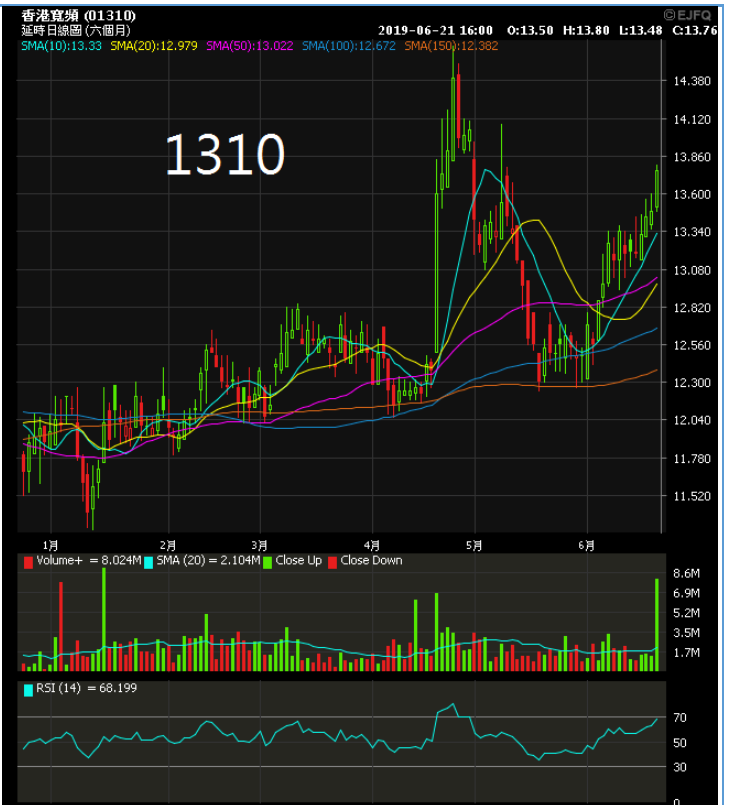 香港寬頻 (01310)
© EJFQ
延時日線圖 (六個月)
2019-06-21 16:00 O:13.50 H:13.80 L:13.48 C:13.76
SMA(10):13.33 SMA(20):12.979 SMA(50):13.022 SMA(100):12.672 SMA(150):12.382
14.380
14.120
1310
13.860
13.600
13.340
13.080
12.820
12.560
12.300
12.040
11.780
11.520
1月 2月 3月 4月 5月 6月
Volume+ = 8.024M SMA (20) = 2.104M Close Up Close Down
8.6M
6.9M
5.2M
3.5M
1.7M
RSI (14) = 68.199
70
50
30
0